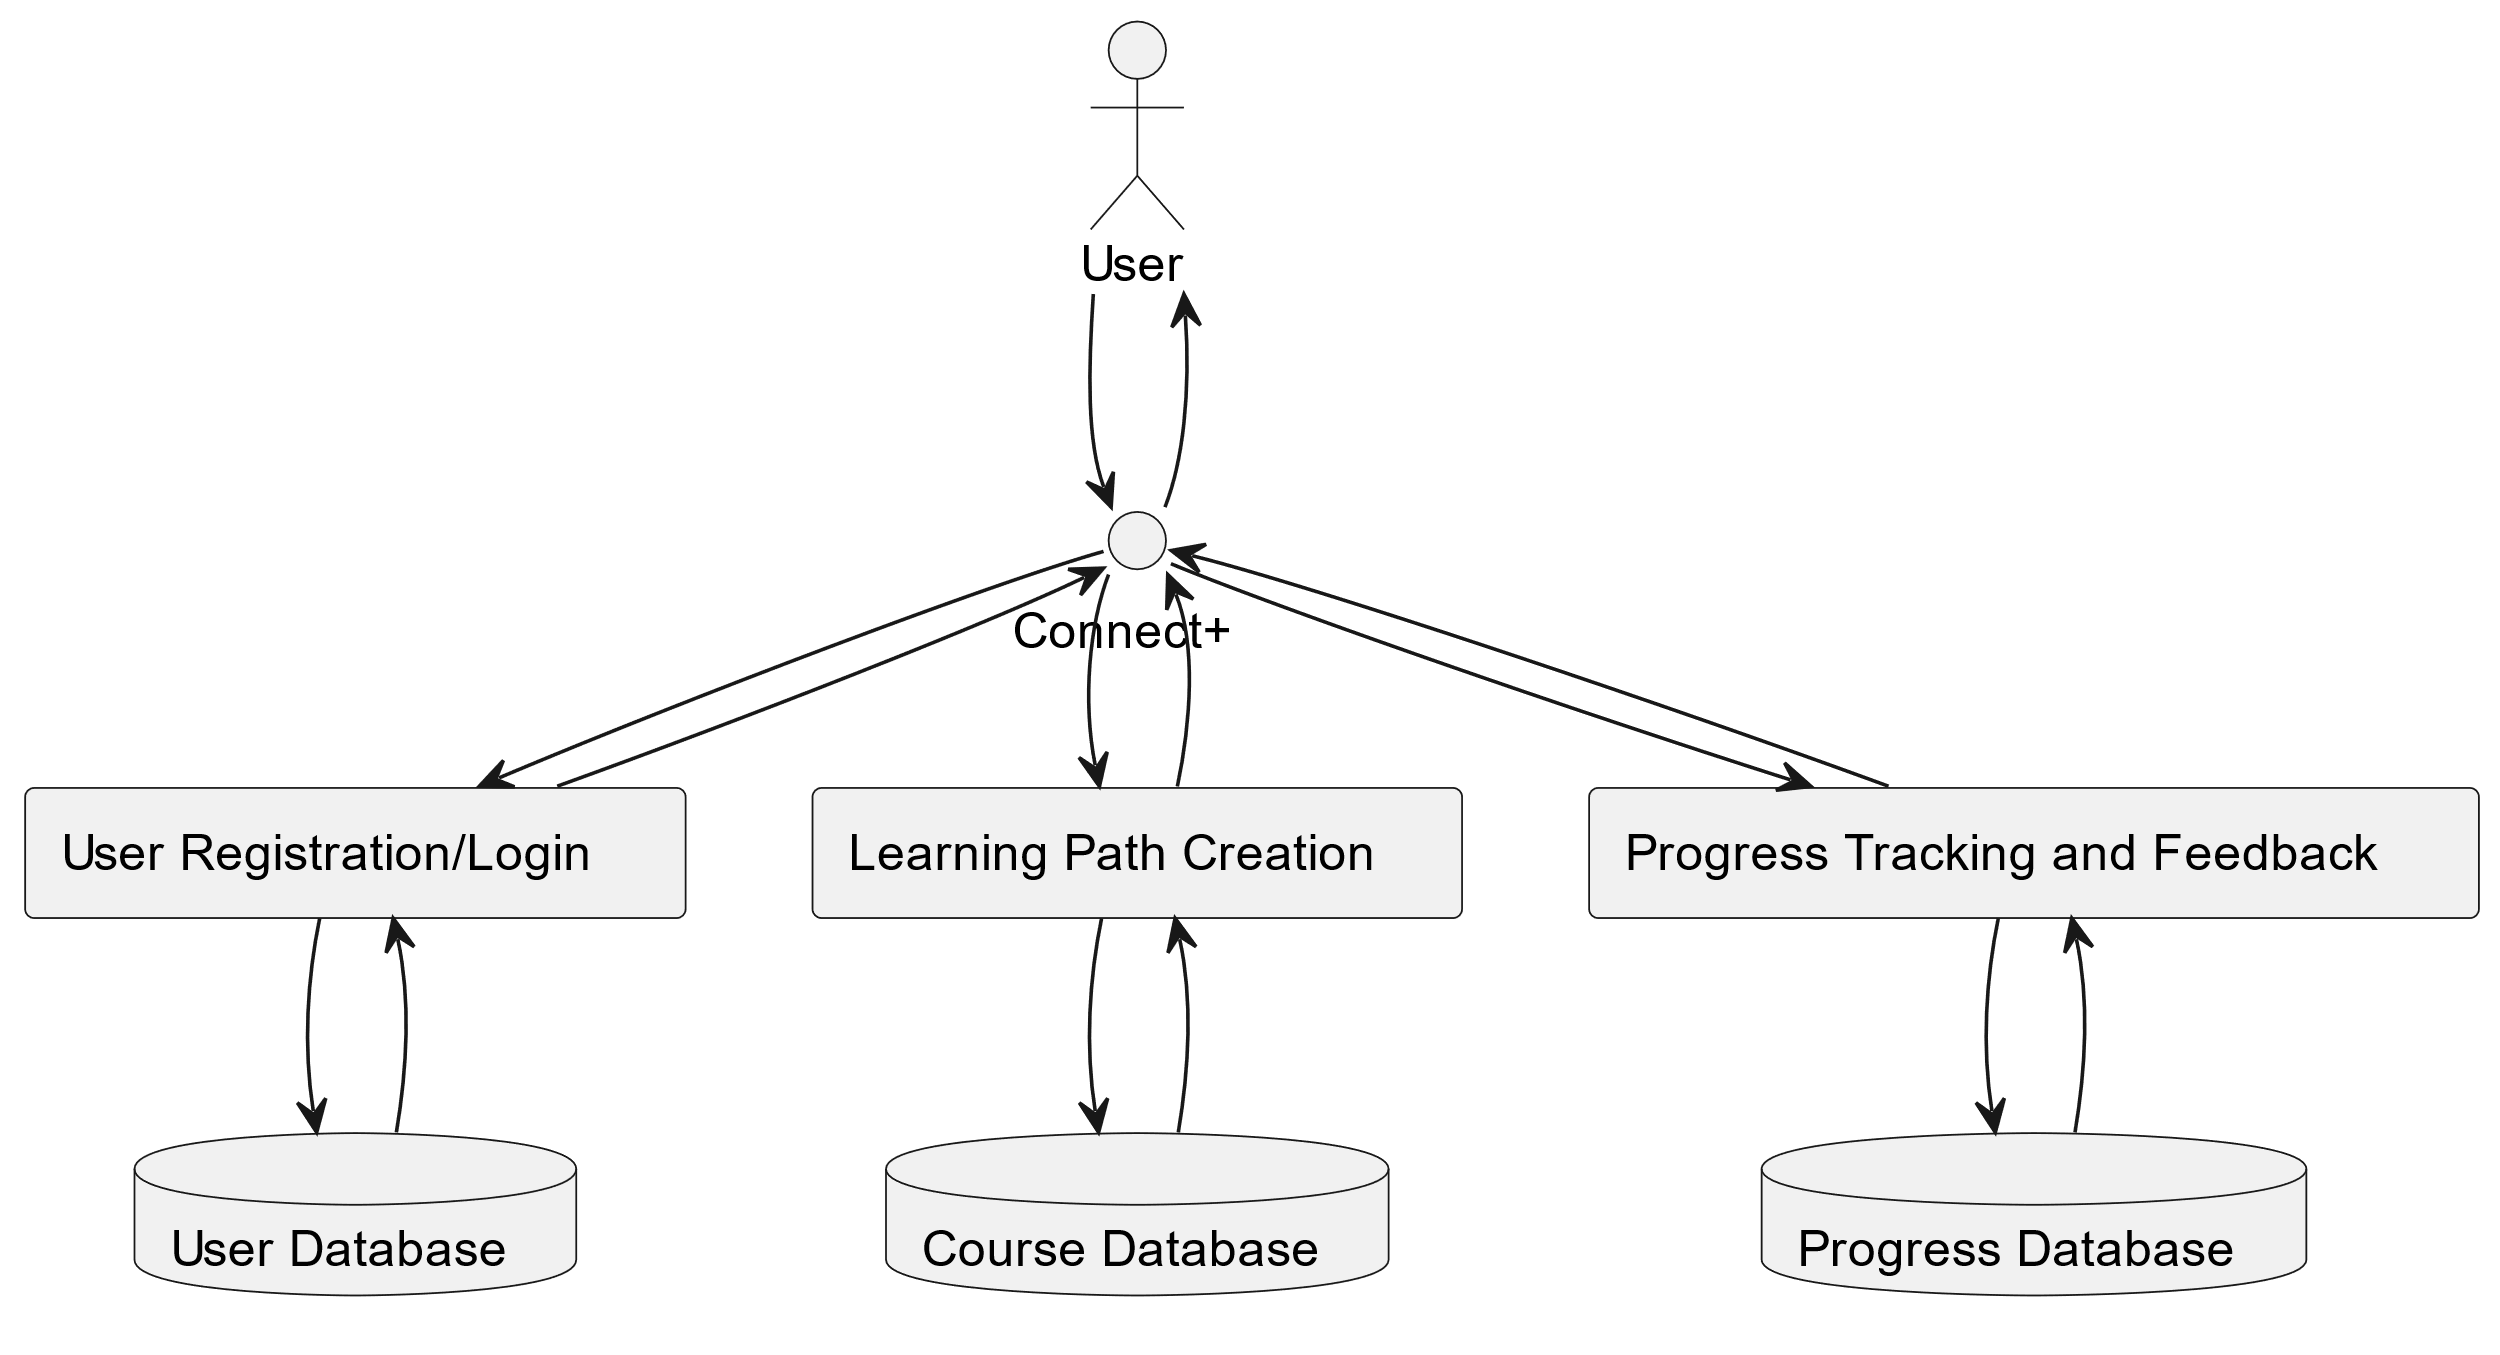 User
Connect+
User Registration/Login
Learning Path Creation
Progress Tracking and Feedback
User Database
Course Database
Progress Database